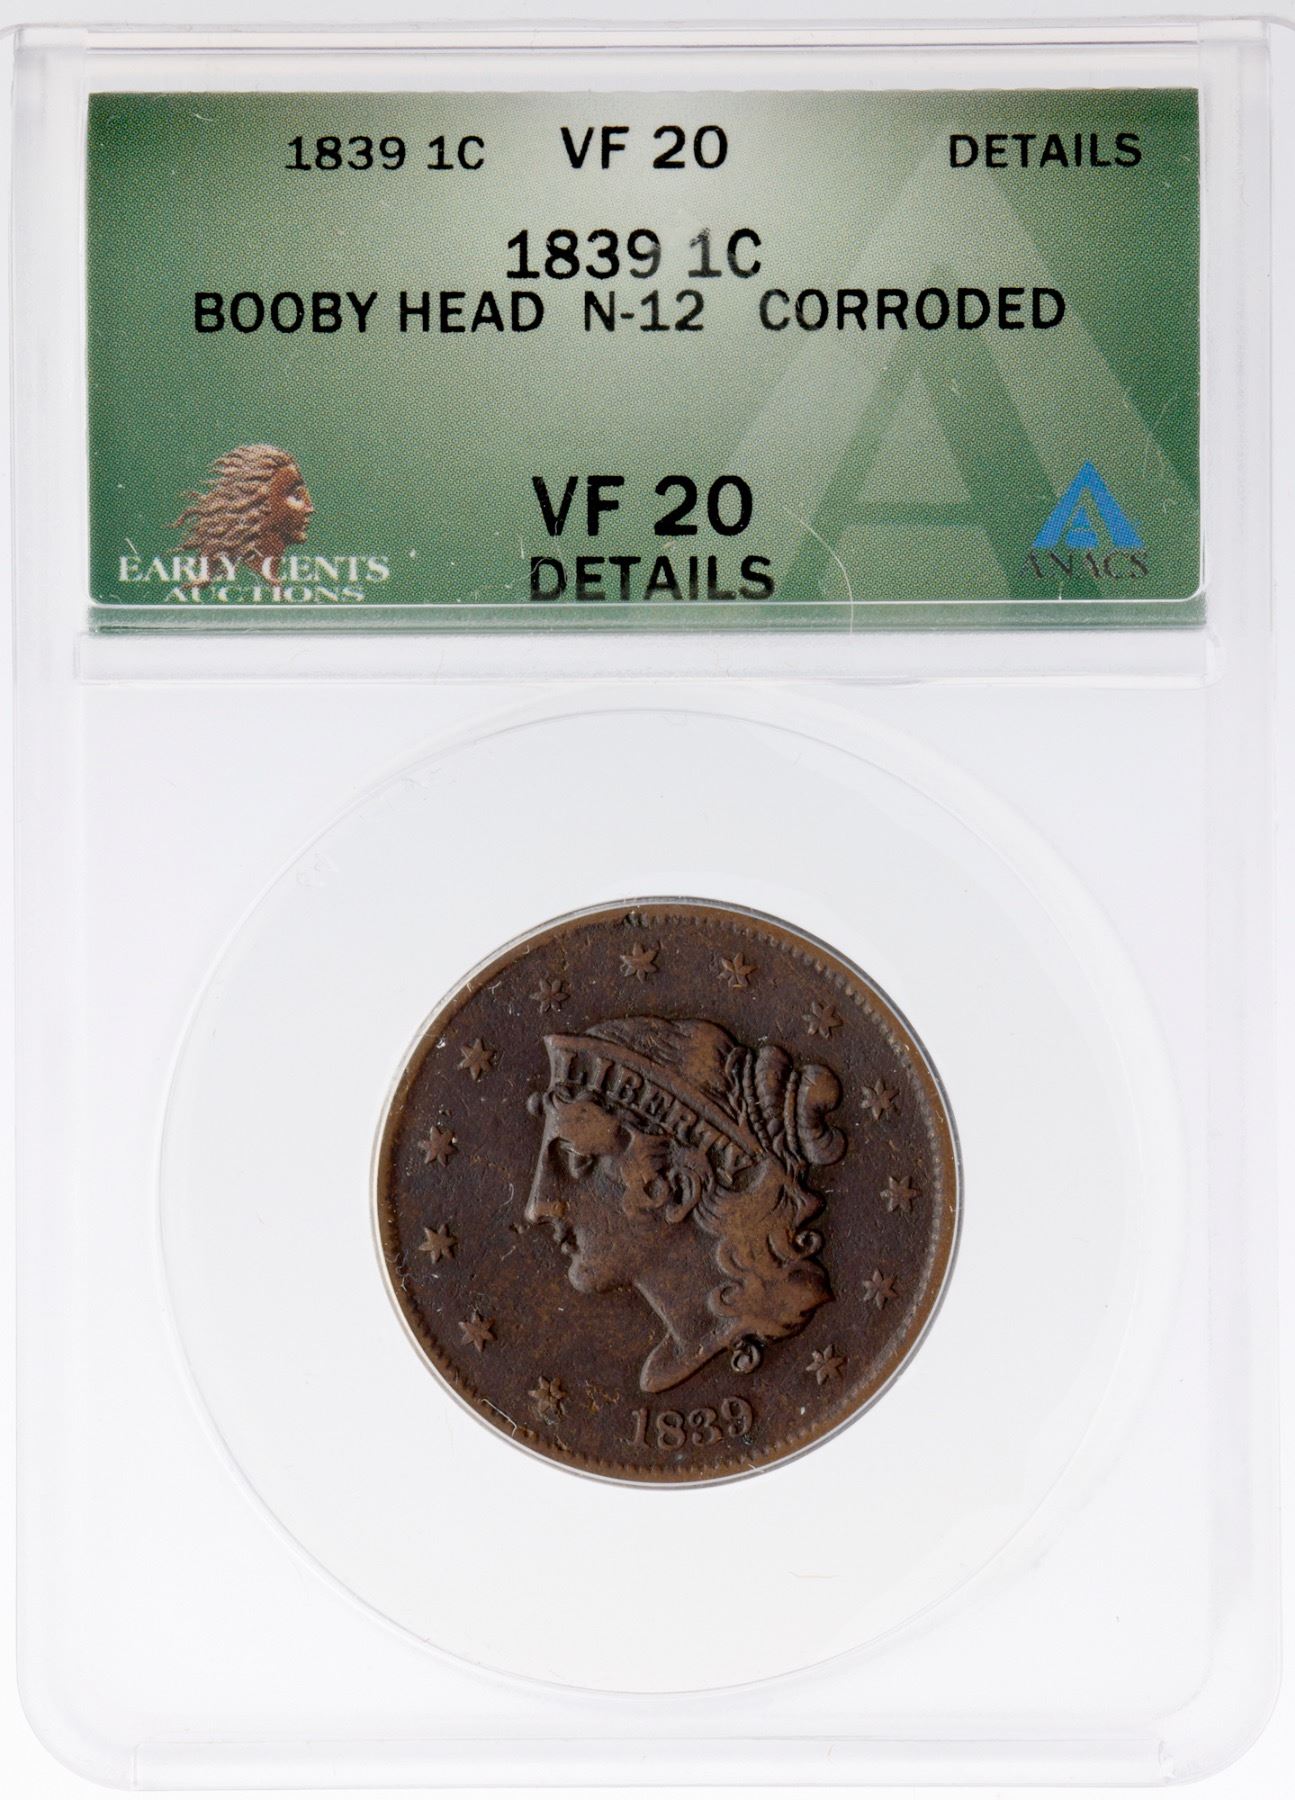 1839 1C VF 20 DETAILS
1839 1C
BOOBY HEAD N-12 CORRODED
VF 20
DETAILS
EARLY CENTS
AUCTIONS
ANACS
LIBERTY
1839